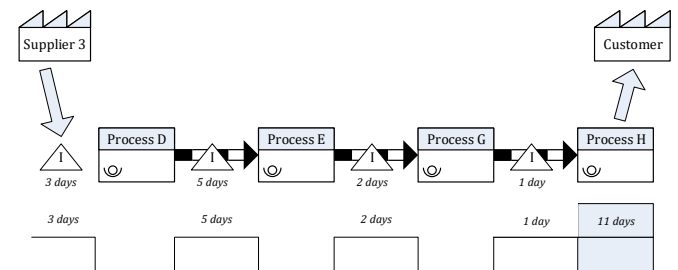 Supplier 3
Customer
Process D
Process E
Process G
Process H
I
I
I
I
3 days
5 days
2 days
1 day
3 days
5 days
2 days
1 day
11 days